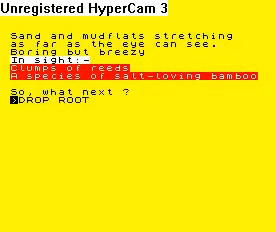 Unregistered HyperCam 3
Sand and mudflats stretching
as far as the eye can see.
Boring but breezy
In sight:-
Clumps of reeds
A species of salt-loving bamboo
So, what next ?
>DROP ROOT